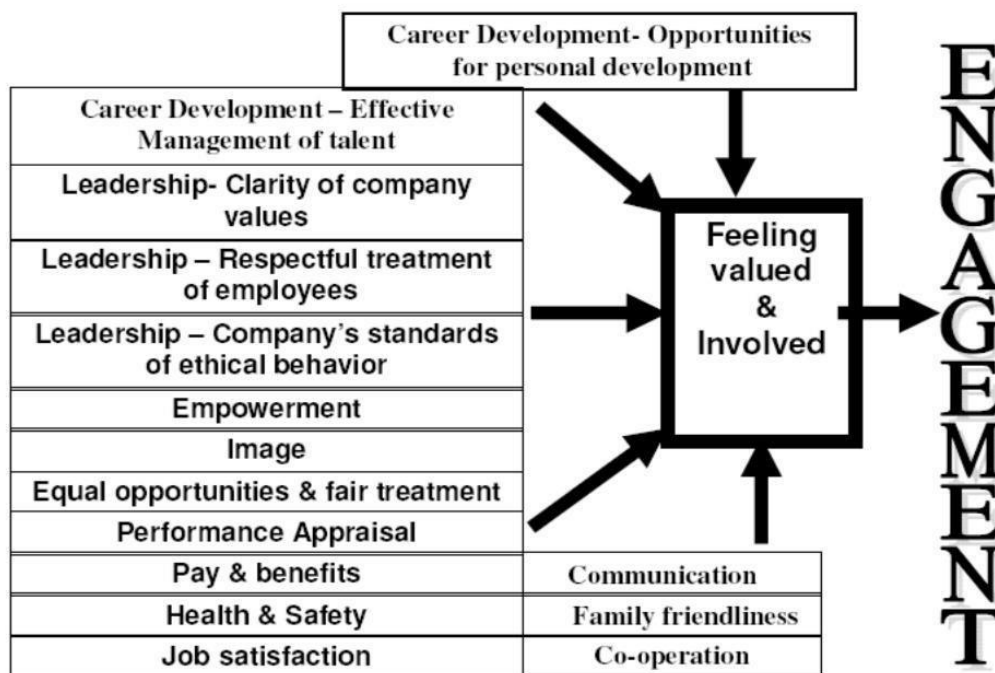 Career Development- Opportunities
for personal development
Career Development – Effective
Management of talent
Leadership- Clarity of company
values
Leadership – Respectful treatment
of employees
Leadership – Company's standards
of ethical behavior
Empowerment
Image
Equal opportunities & fair treatment
Performance Appraisal
Pay & benefits
Health & Safety
Job satisfaction
Communication
Family friendliness
Co-operation
Feeling
valued
&
Involved
ENGAGEMENT